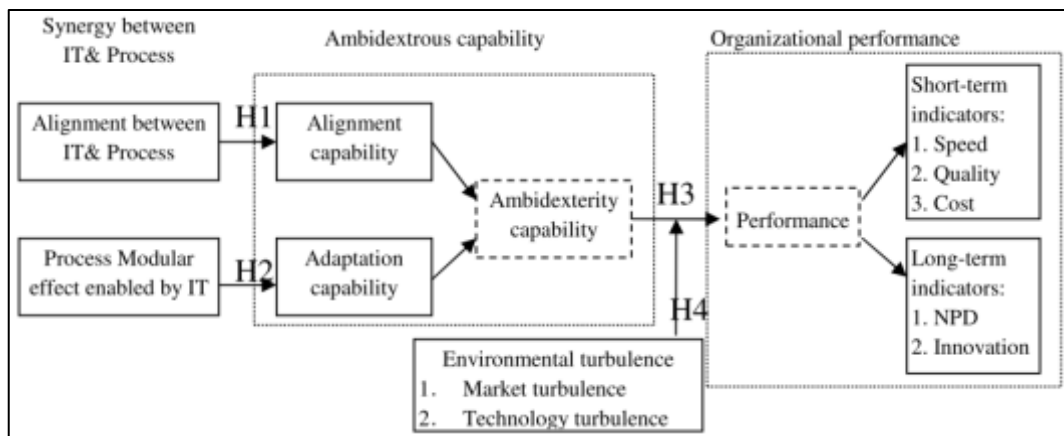 Synergy between
IT& Process
Ambidextrous capability
Organizational performance
Alignment between
IT& Process
H1
Alignment
capability
Process Modular
effect enabled by IT
H2
Adaptation
capability
Ambidexterity
capability
H3
H4
Environmental turbulence
1. Market turbulence
2. Technology turbulence
Performance
Short-term
indicators:
1. Speed
2. Quality
3. Cost
Long-term
indicators:
1. NPD
2. Innovation